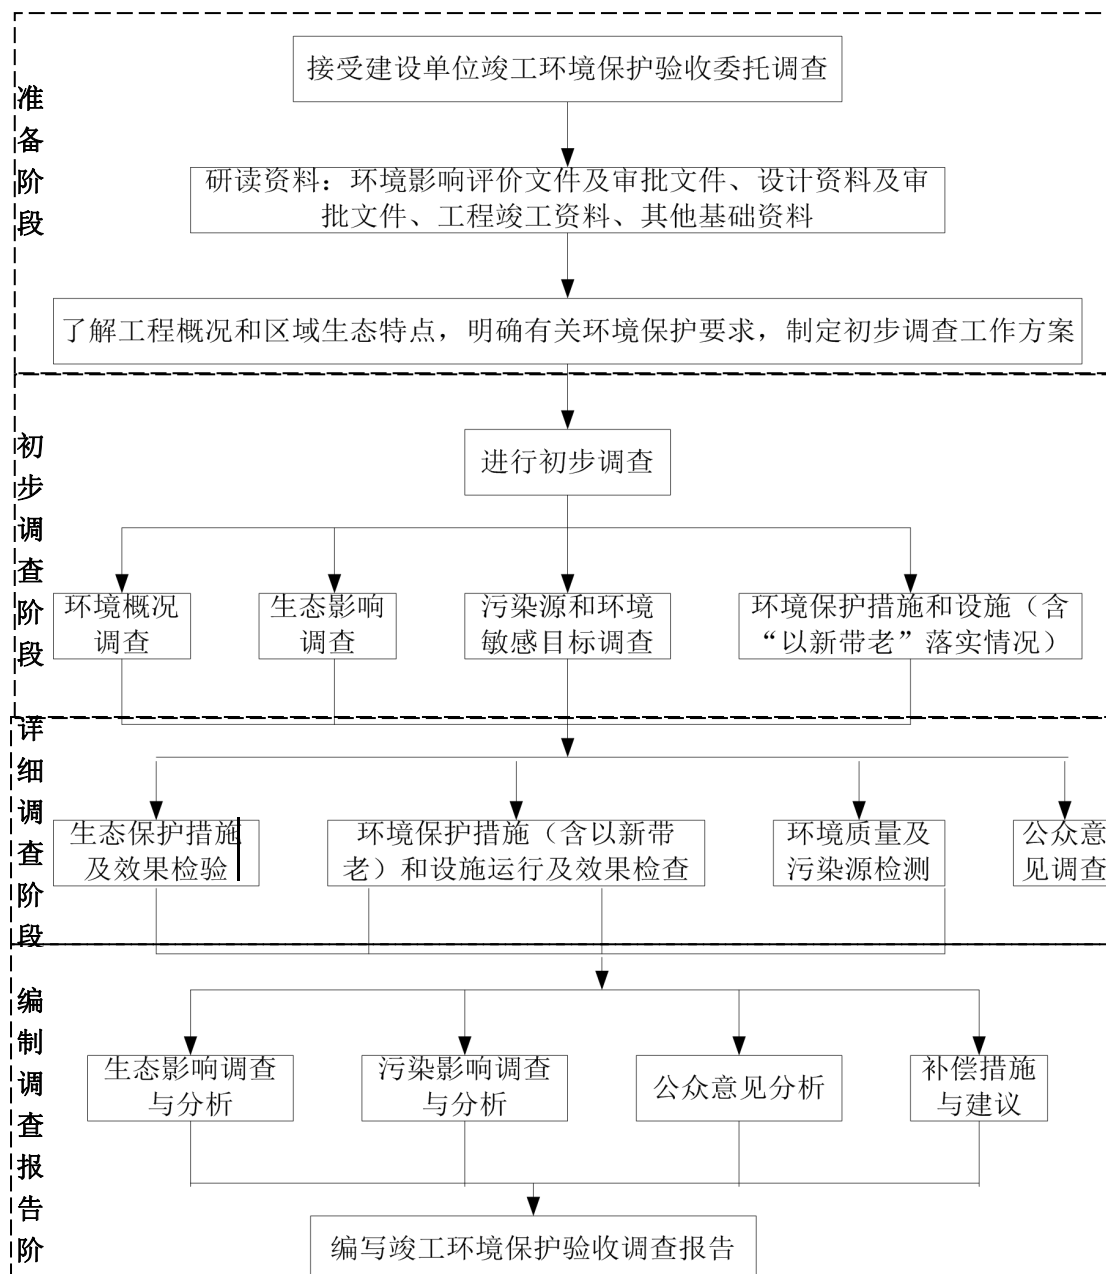 准备阶段
接受建设单位竣工环境保护验收委托调查
研读资料：环境影响评价文件及审批文件、设计资料及审
批文件、工程竣工资料、其他基础资料
了解工程概况和区域生态特点，明确有关环境保护要求，制定初步调查工作方案
初步调查阶段
进行初步调查
环境概况
调查
生态影响
调查
污染源和环境
敏感目标调查
环境保护措施和设施（含
“以新带老”落实情况）
详细调查阶段
生态保护措施
及效果检验
环境保护措施（含以新带
老）和设施运行及效果检查
环境质量及
污染源检测
公众意
见调查
编制调查报告阶
生态影响调查
与分析
污染影响调查
与分析
公众意见分析
补偿措施
与建议
编写竣工环境保护验收调查报告